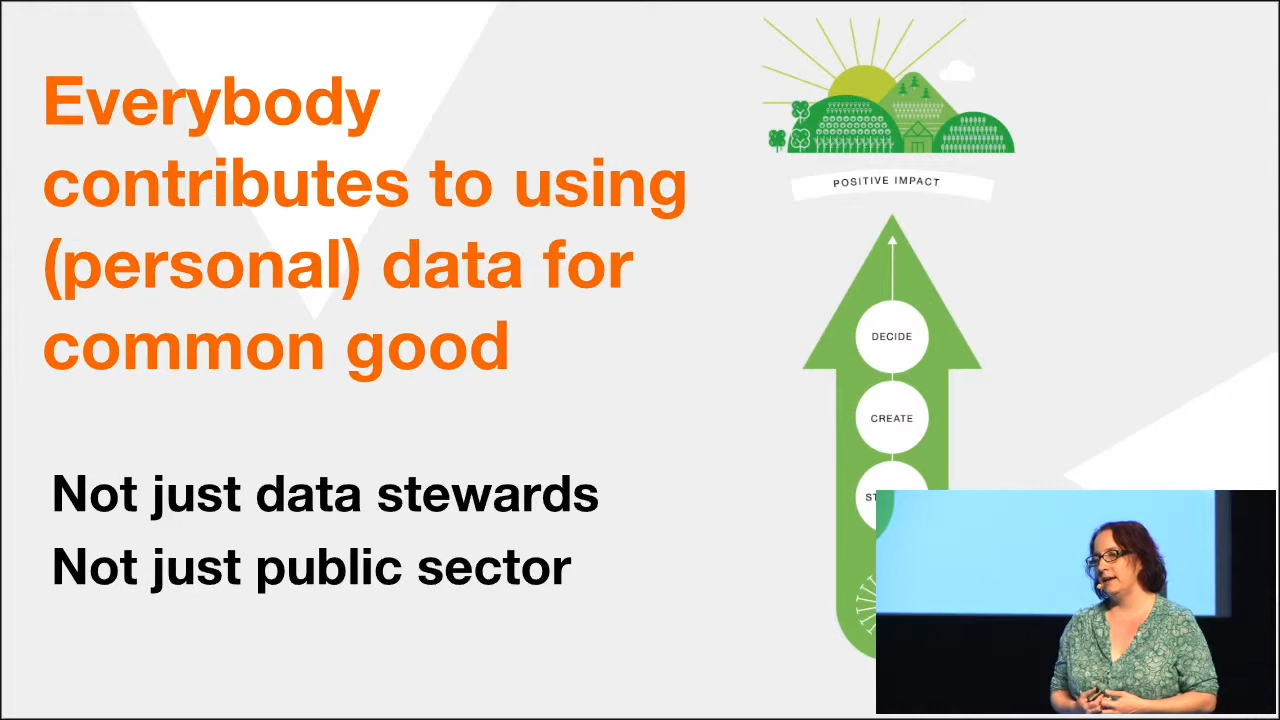 Everybody
contributes to using
(personal) data for
common good
Not just data stewards
Not just public sector
POSITIVE IMPACT
DECIDE
CREATE